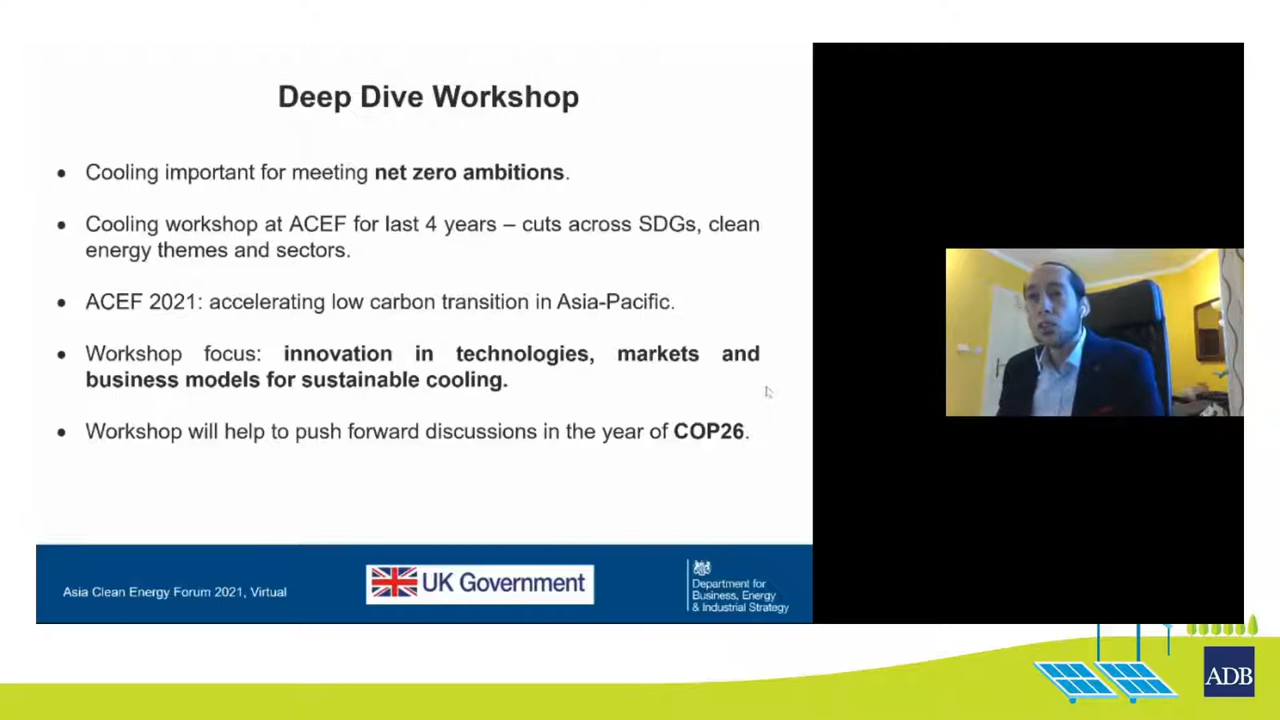 Deep Dive Workshop
• Cooling important for meeting net zero ambitions.
• Cooling workshop at ACEF for last 4 years – cuts across SDGs, clean
energy themes and sectors.
• ACEF 2021: accelerating low carbon transition in Asia-Pacific.
• Workshop focus: innovation in technologies, markets and
business models for sustainable cooling.
• Workshop will help to push forward discussions in the year of COP26.
Asia Clean Energy Forum 2021, Virtual
UK Government
Department for
Business, Energy
& Industrial Strategy
ADB